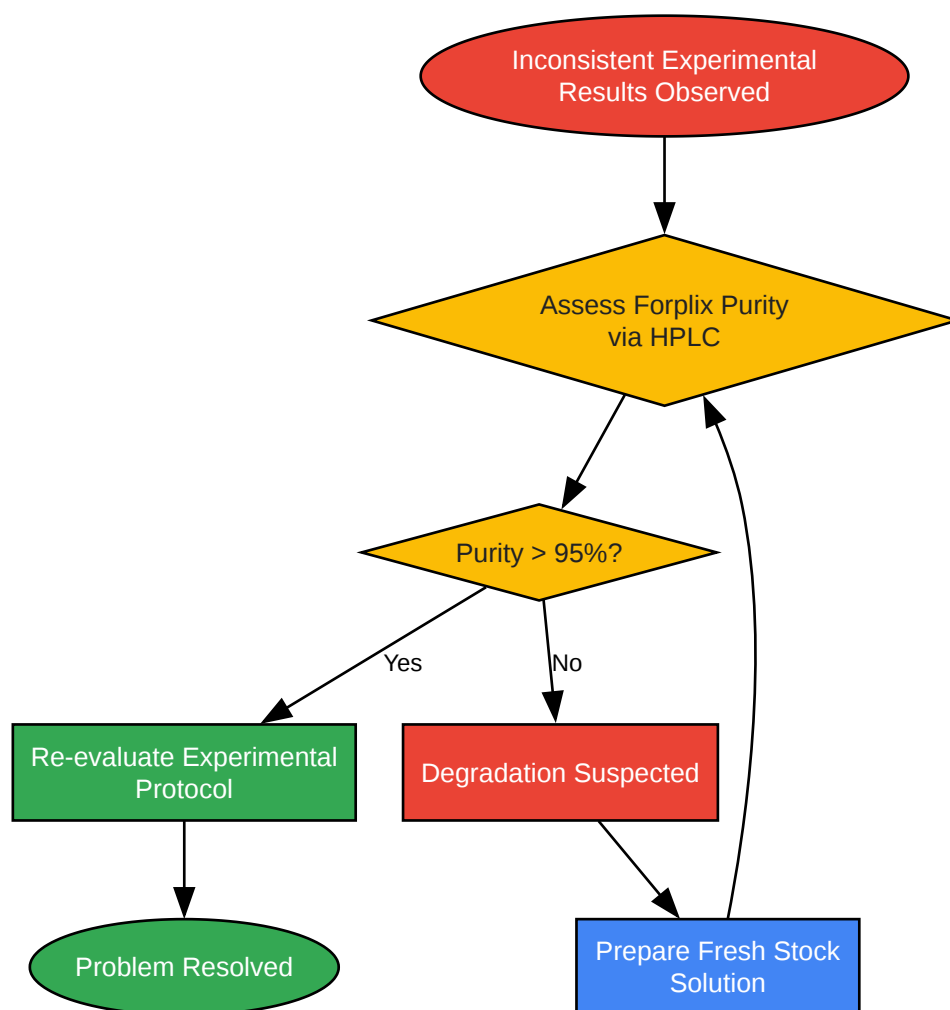 Inconsistent Experimental
Results Observed
Assess Forplix Purity
via HPLC
Purity > 95%?
Yes
No
Re-evaluate Experimental
Protocol
Degradation Suspected
Problem Resolved
Prepare Fresh Stock
Solution